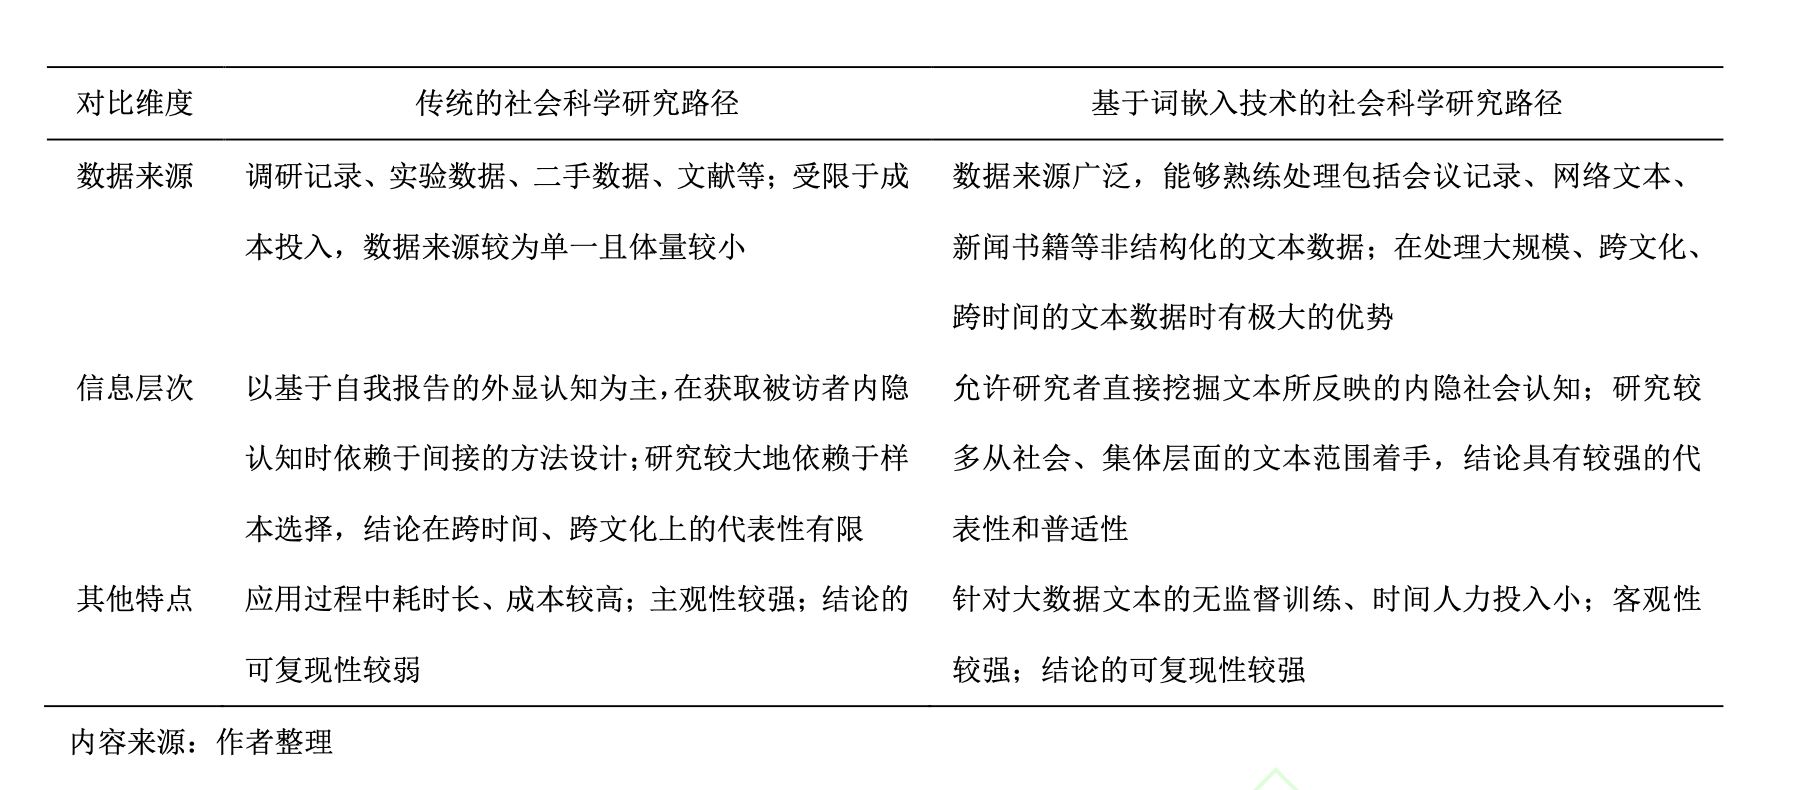 对比维度 传统的社会科学研究路径 基于词嵌入技术的社会科学研究路径
数据来源 调研记录、实验数据、二手数据、文献等；受限于成 数据来源广泛，能够熟练处理包括会议记录、网络文本、
本投入，数据来源较为单一且体量较小 新闻书籍等非结构化的文本数据；在处理大规模、跨文化、
跨时间的文本数据时有极大的优势
信息层次 以基于自我报告的外显认知为主,在获取被访者内隐 允许研究者直接挖掘文本所反映的内隐社会认知；研究较
认知时依赖于间接的方法设计;研究较大地依赖于样 多从社会、集体层面的文本范围着手，结论具有较强的代
本选择，结论在跨时间、跨文化上的代表性有限 表性和普适性
其他特点 应用过程中耗时长、成本较高；主观性较强；结论的 针对大数据文本的无监督训练、时间人力投入小；客观性
可复现性较弱 较强；结论的可复现性较强
内容来源：作者整理